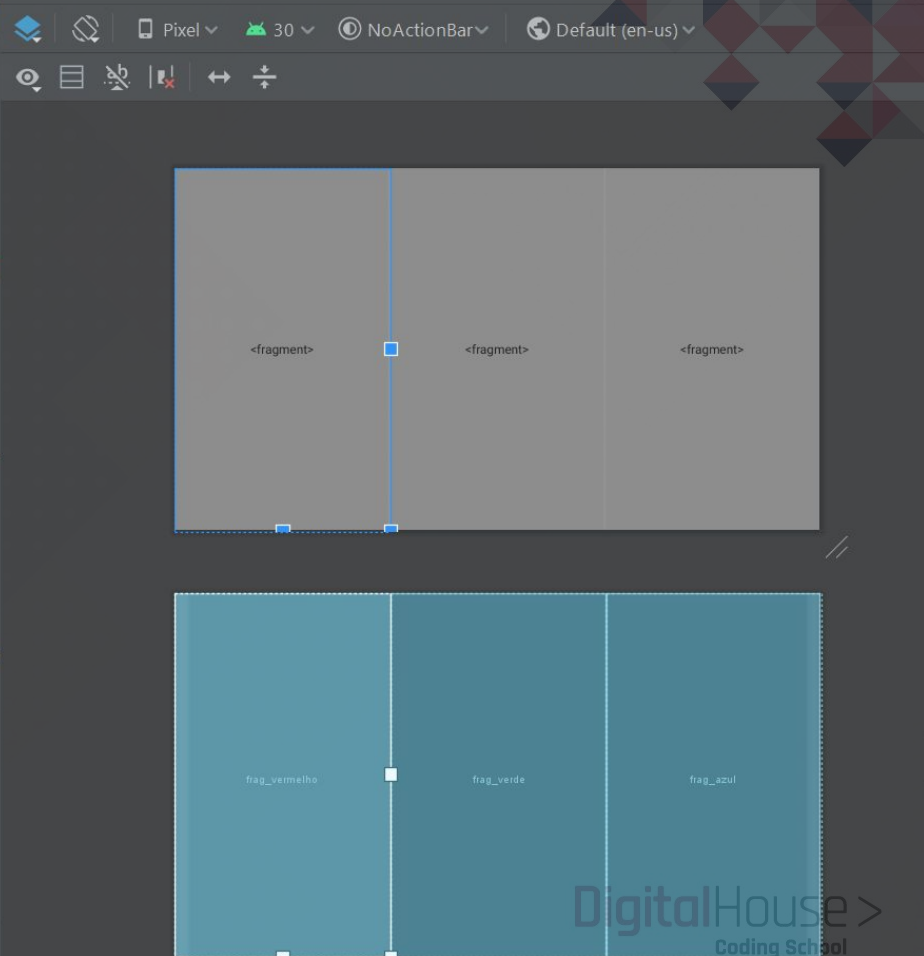 Pixel 30 NoActionBar Default (en-us)
<fragment> <fragment> <fragment>
frag_vermelho frag_verde frag_azul
DigitalHouse >
Coding School